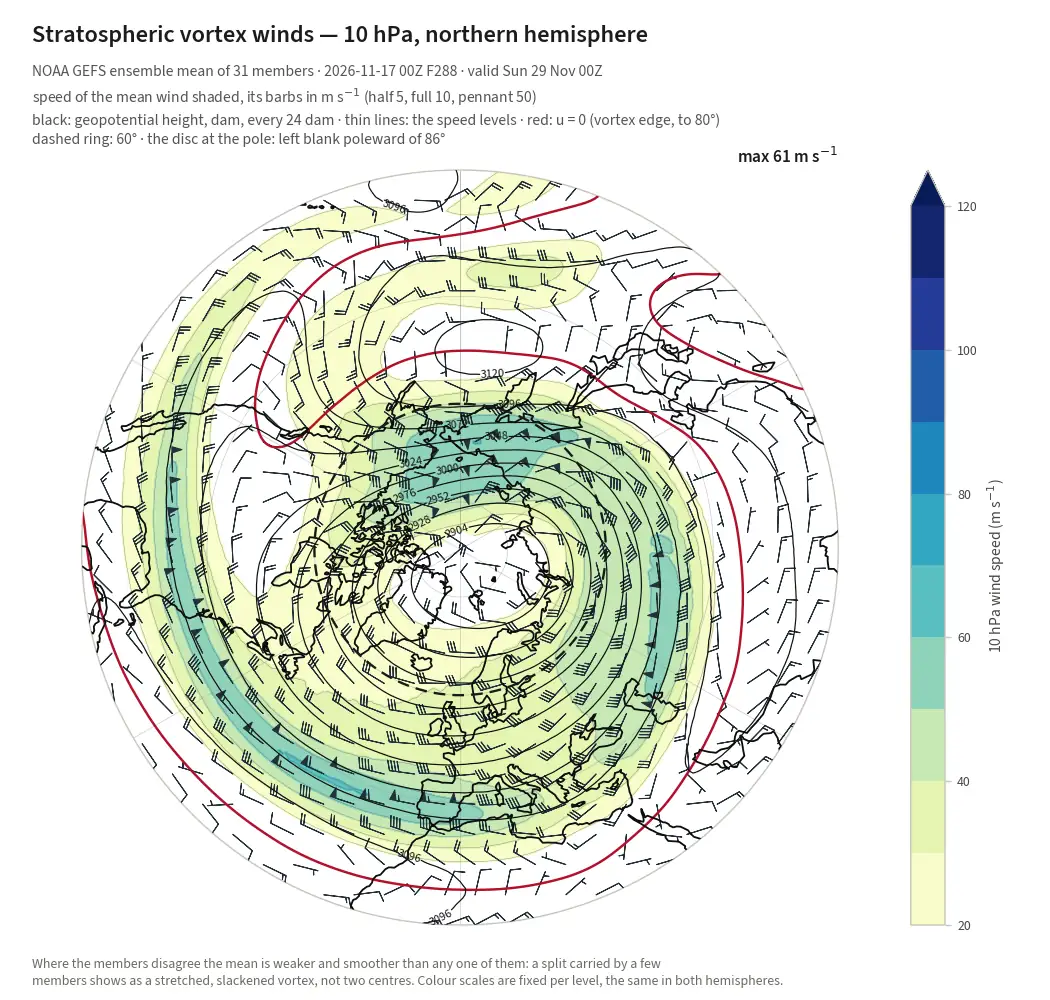 Stratospheric vortex winds — 10 hPa, northern hemisphere
NOAA GEFS ensemble mean of 31 members · 2026-11-17 00Z F288 · valid Sun 29 Nov 00Z
speed of the mean wind shaded, its barbs in m s⁻¹ (half 5, full 10, pennant 50)
black: geopotential height, dam, every 24 dam · thin lines: the speed levels · red: u = 0 (vortex edge, to 80°)
dashed ring: 60° · the disc at the pole: left blank poleward of 86°
max 61 m s⁻¹
120
100
80
60
40
20
10 hPa wind speed (m s⁻¹)
3096
3120
3096
3048
3024
3000
2976
2952
2928
2904
3096
3096
Where the members disagree the mean is weaker and smoother than any one of them: a split carried by a few
members shows as a stretched, slackened vortex, not two centres. Colour scales are fixed per level, the same in both hemispheres.